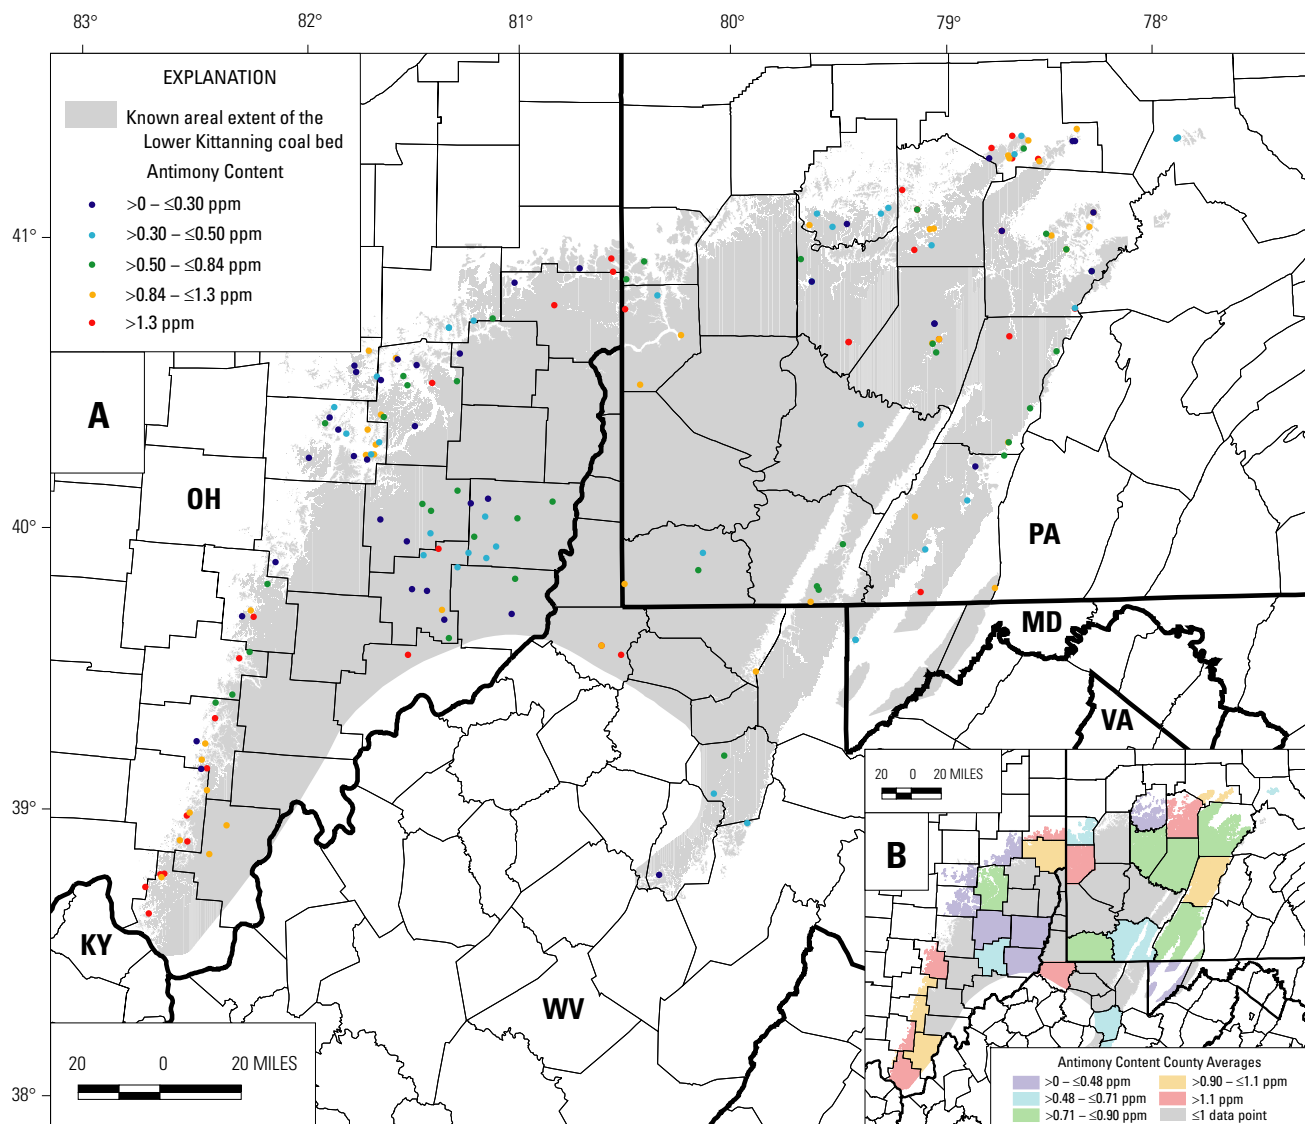 83°
82°
81°
80°
79°
78°
EXPLANATION
Known areal extent of the
Lower Kittanning coal bed
Antimony Content
>0 – ≤0.30 ppm
>0.30 – ≤0.50 ppm
>0.50 – ≤0.84 ppm
>0.84 – ≤1.3 ppm
>1.3 ppm
41°
40°
39°
38°
A
OH
PA
MD
VA
KY
WV
20 0 20 MILES
20 0 20 MILES
B
Antimony Content County Averages
>0 – ≤0.48 ppm
>0.48 – ≤0.71 ppm
>0.71 – ≤0.90 ppm
>0.90 – ≤1.1 ppm
>1.1 ppm
≤1 data point